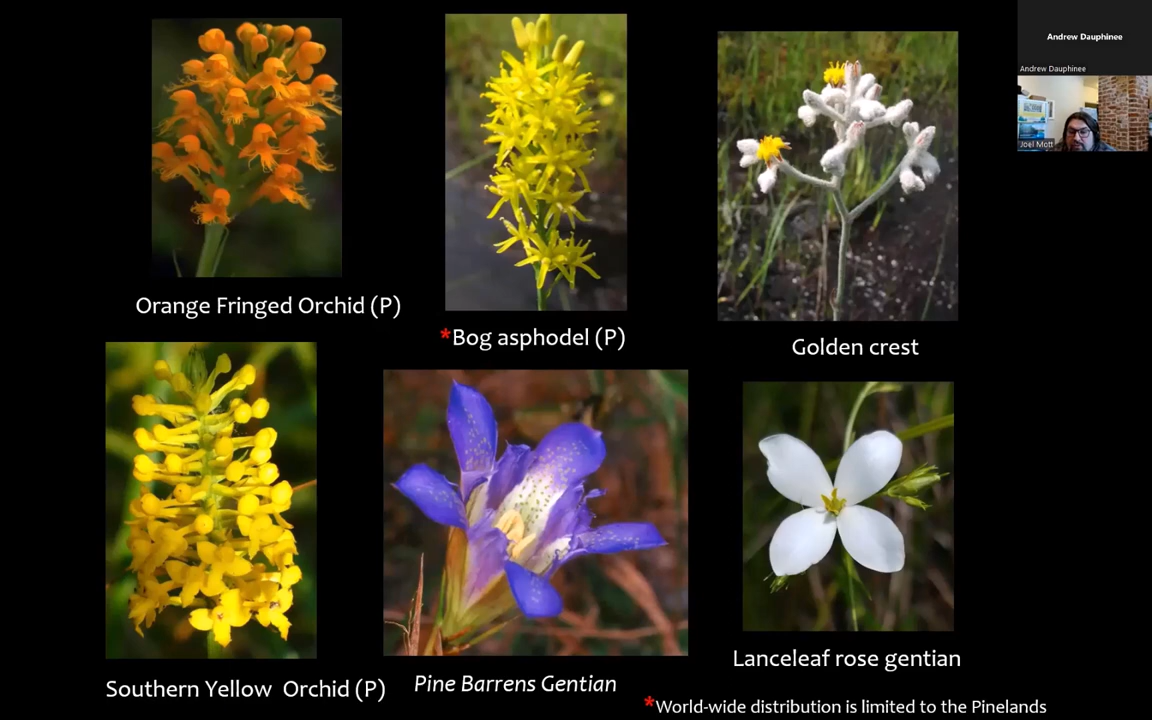 Andrew Dauphinee
Andrew Dauphinee
Joel Mott
Orange Fringed Orchid (P)
*Bog asphodel (P)
Golden crest
Southern Yellow Orchid (P)
Pine Barrens Gentian
Lanceleaf rose gentian
*World-wide distribution is limited to the Pinelands